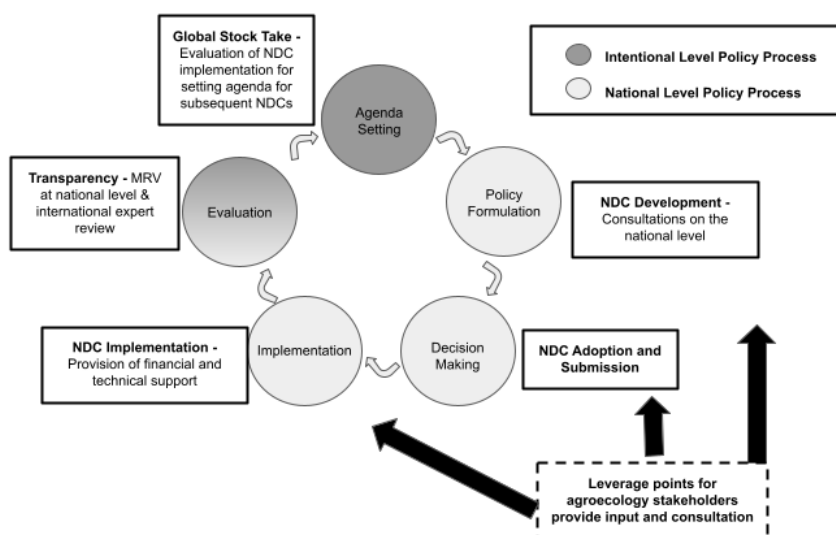 Global Stock Take -
Evaluation of NDC
implementation for
setting agenda for
subsequent NDCs
Intentional Level Policy Process
National Level Policy Process
Agenda
Setting
Transparency - MRV
at national level &
international expert
review
Evaluation
Policy
Formulation
NDC Development -
Consultations on the
national level
NDC Implementation -
Provision of financial and
technical support
Implementation
Decision
Making
NDC Adoption and
Submission
Leverage points for
agroecology stakeholders
provide input and consultation